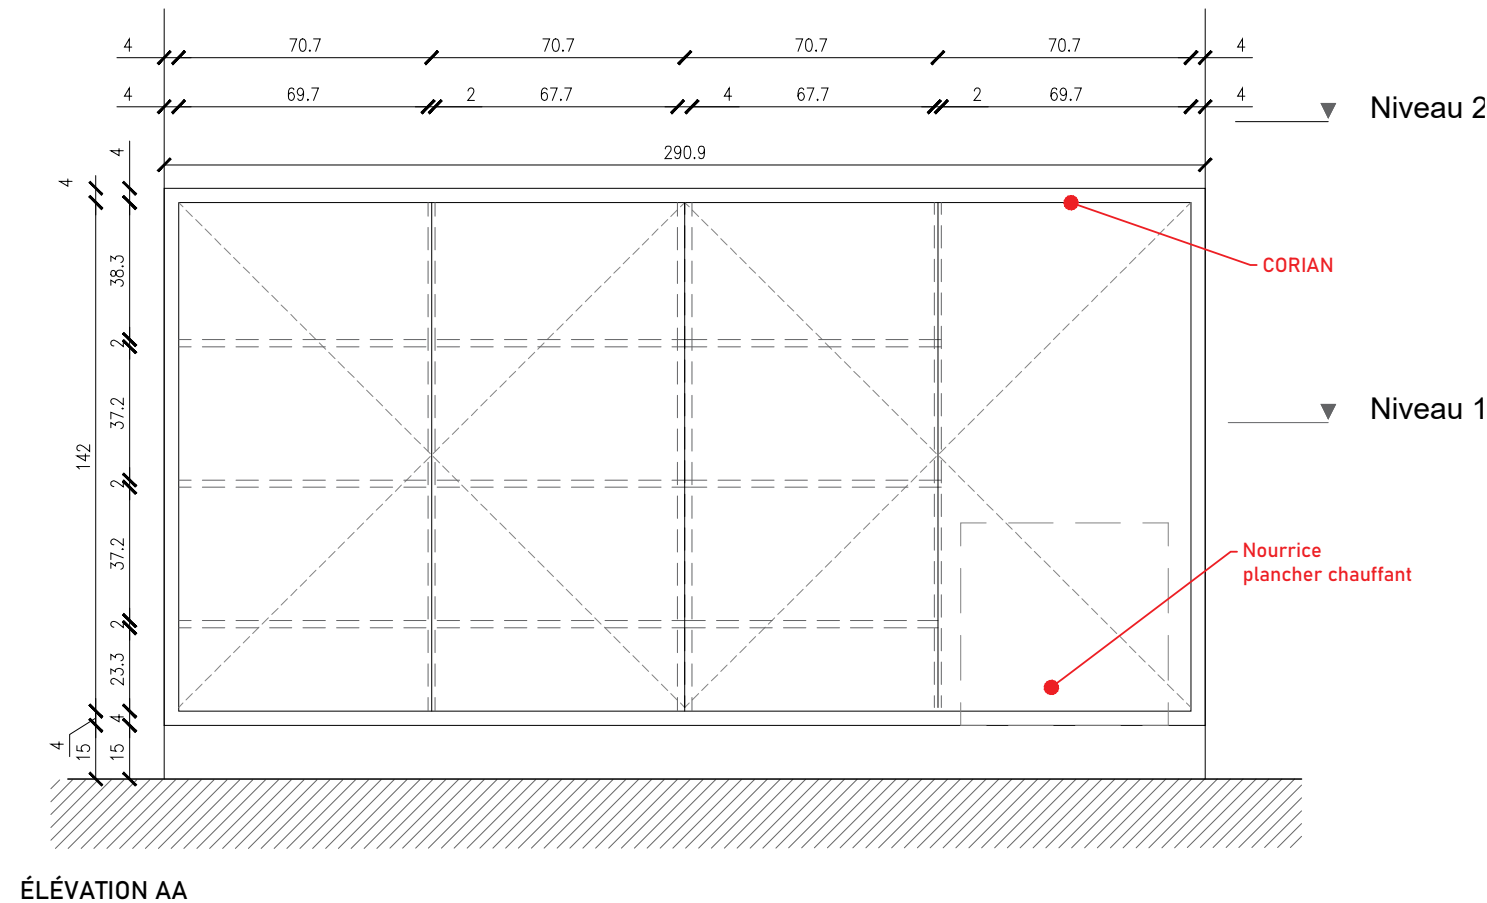 4 70.7 70.7 70.7 70.7 4
4 69.7 2 67.7 4 67.7 2 69.7 4
Niveau 2
290.9
4
4
38.3
2
37.2
2
37.2
2
23.3
4
15
142
4
15
CORIAN
Niveau 1
Nourrice
plancher chauffant
ÉLÉVATION AA